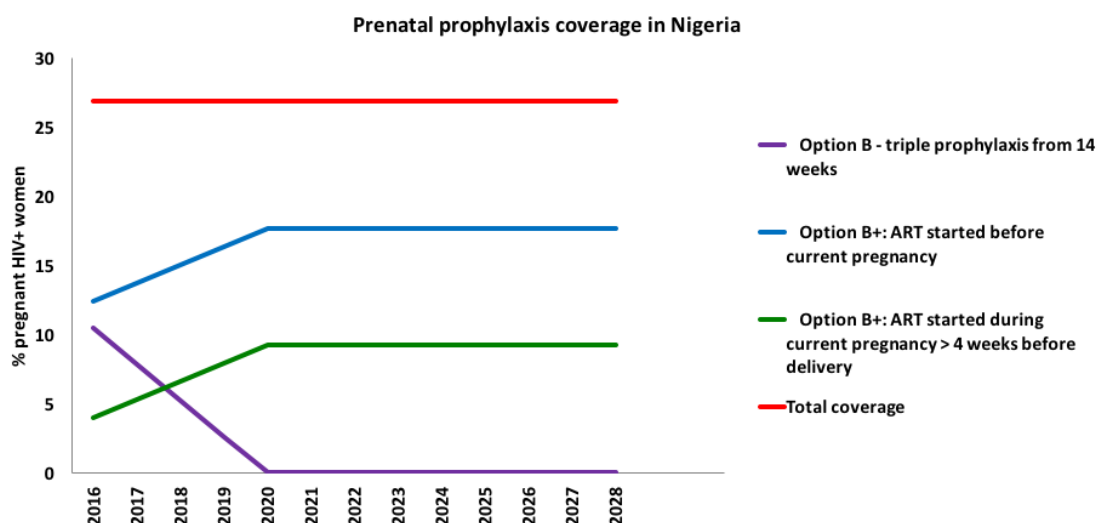 Prenatal prophylaxis coverage in Nigeria
% pregnant HIV+ women
30
25
20
15
10
5
0
2016
2017
2018
2019
2020
2021
2022
2023
2024
2025
2026
2027
2028
Option B - triple prophylaxis from 14
weeks
Option B+: ART started before
current pregnancy
Option B+: ART started during
current pregnancy > 4 weeks before
delivery
Total coverage